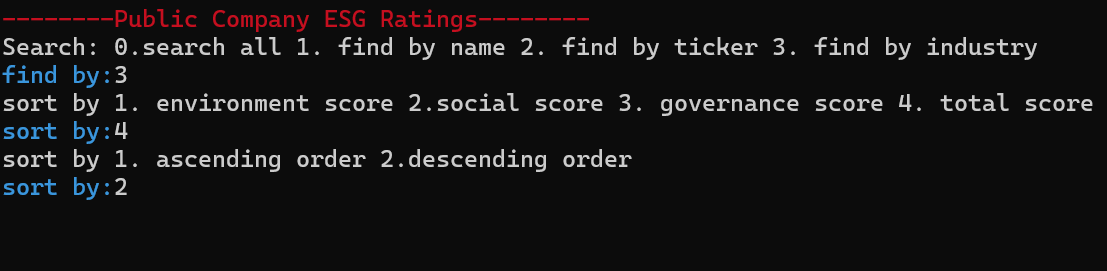 --------Public Company ESG Ratings--------
Search: 0.search all 1. find by name 2. find by ticker 3. find by industry
find by:3
sort by 1. environment score 2.social score 3. governance score 4. total score
sort by:4
sort by 1. ascending order 2.descending order
sort by:2